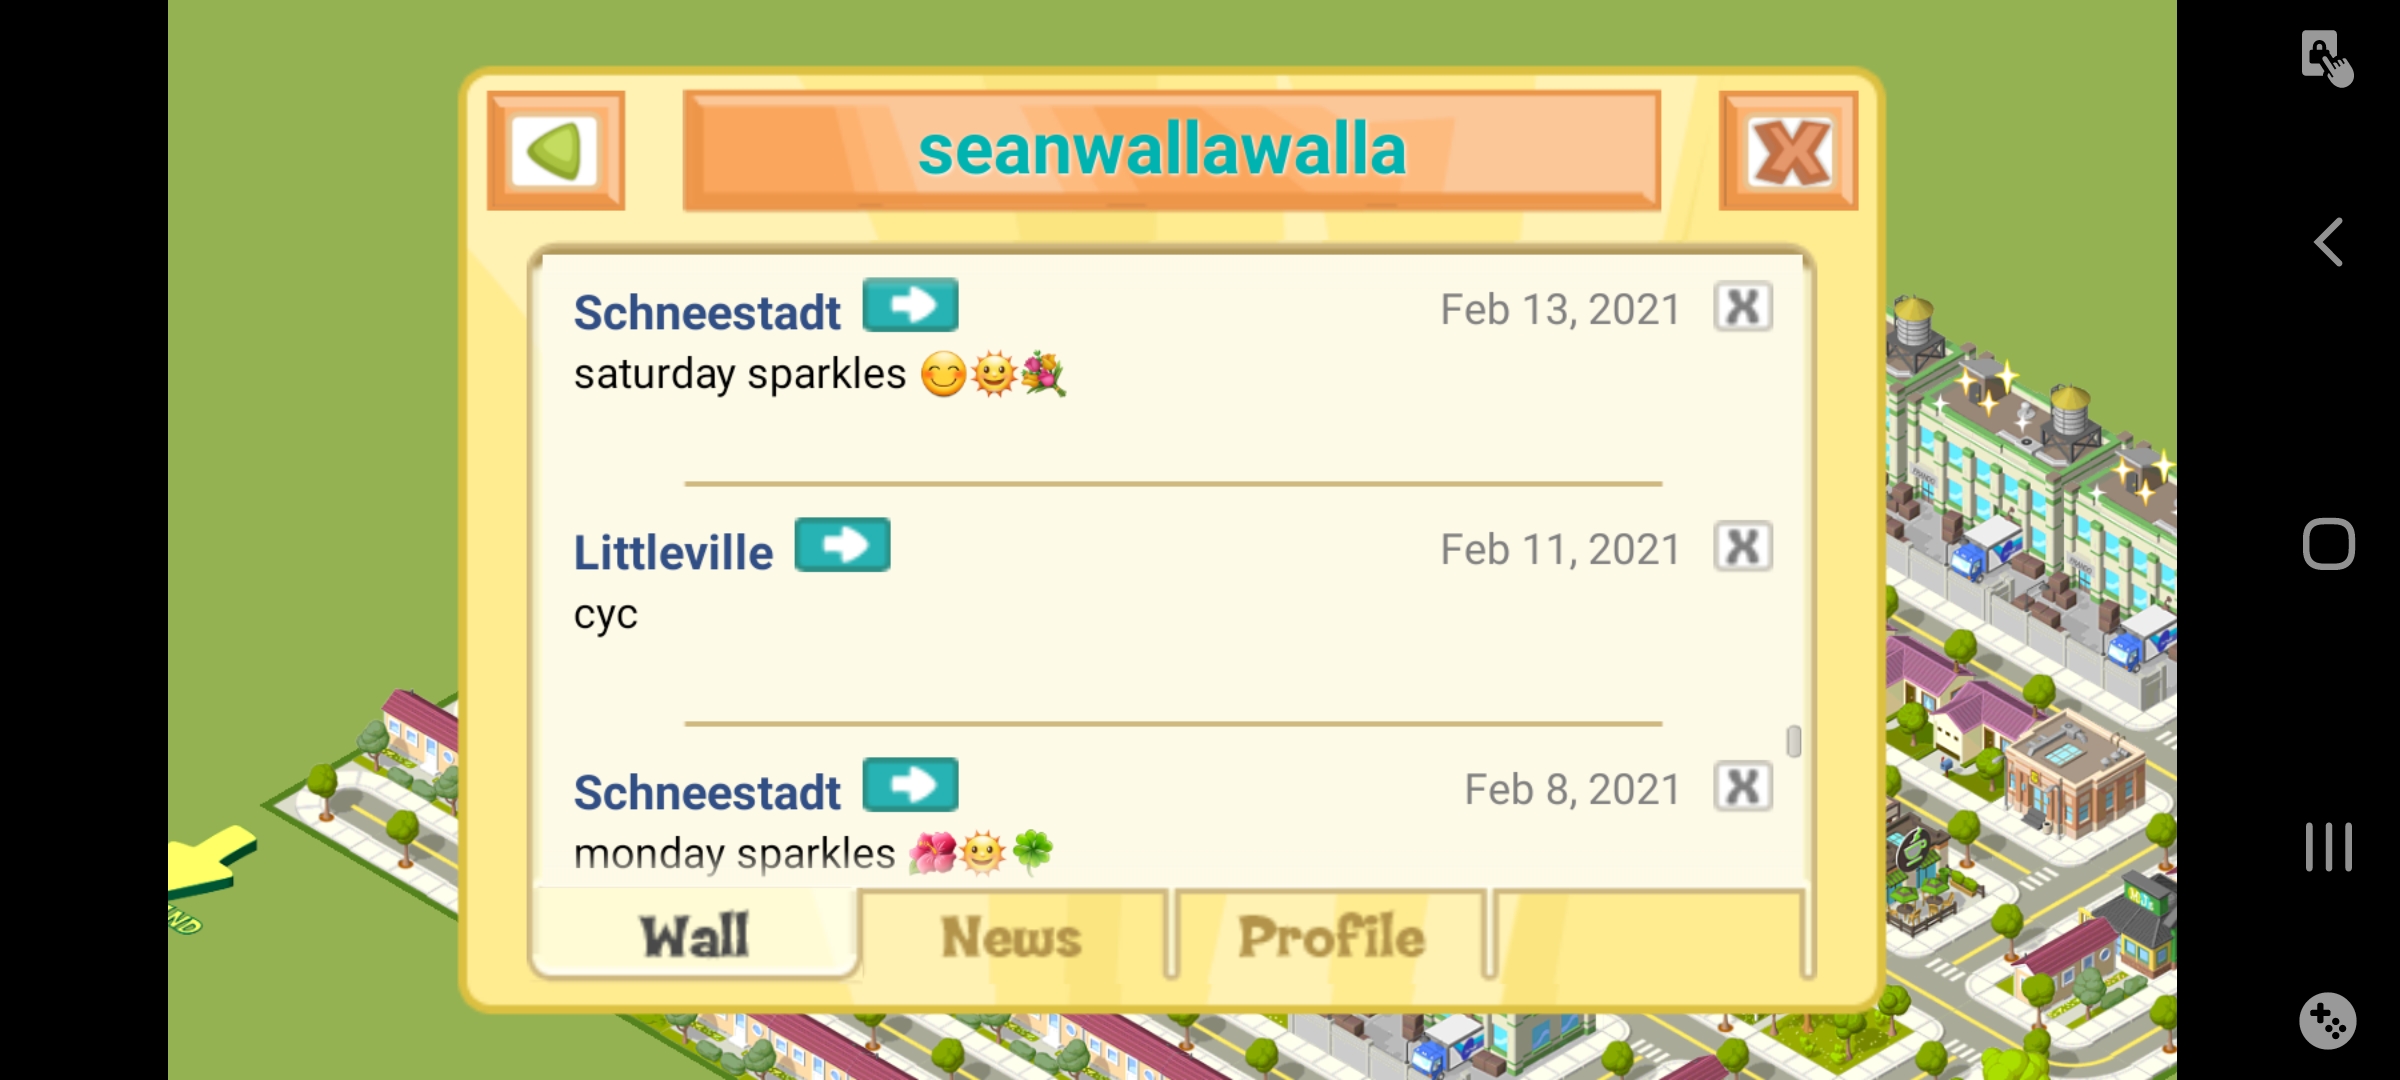 seanwallawalla
Schneestadt
Feb 13, 2021
saturday sparkles 😊🌞💐
Littleville
Feb 11, 2021
cyc
Schneestadt
Feb 8, 2021
monday sparkles 🌺🌞🍀
Wall
News
Profile